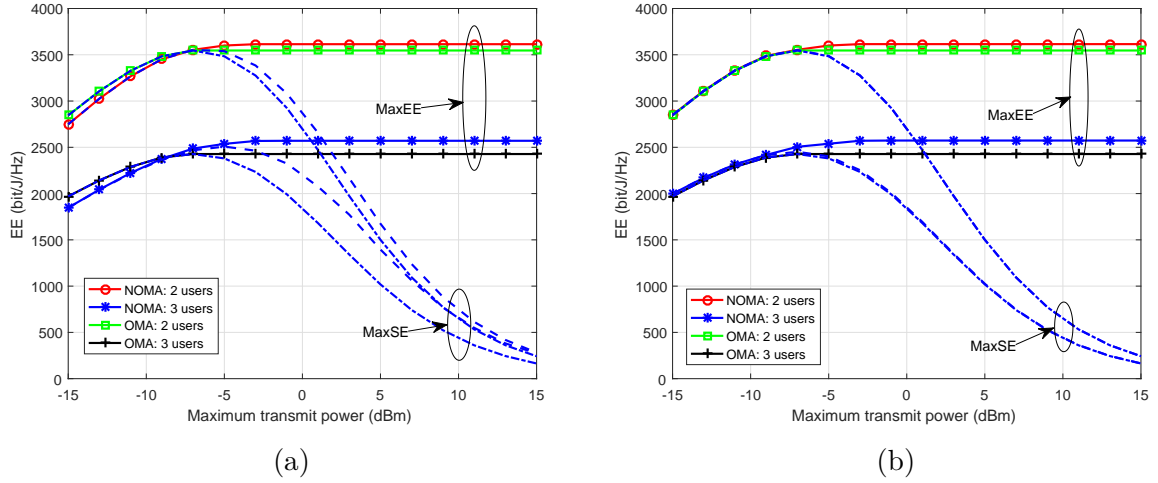 4000
3500
3000
2500
2000
1500
1000
500
0
EE (bit/J/Hz)
MaxEE
MaxSE
NOMA: 2 users
NOMA: 3 users
OMA: 2 users
OMA: 3 users
-15 -10 -5 0 5 10 15
Maximum transmit power (dBm)
(a)
4000
3500
3000
2500
2000
1500
1000
500
0
EE (bit/J/Hz)
MaxEE
MaxSE
NOMA: 2 users
NOMA: 3 users
OMA: 2 users
OMA: 3 users
-15 -10 -5 0 5 10 15
Maximum transmit power (dBm)
(b)